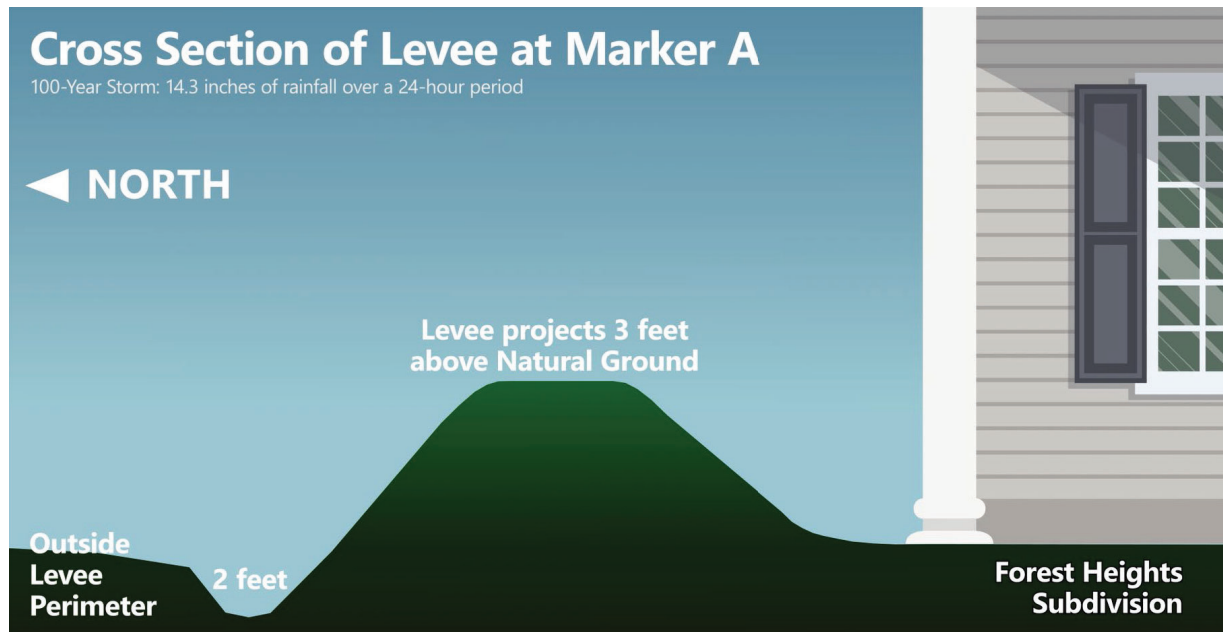 Cross Section of Levee at Marker A
100-Year Storm: 14.3 inches of rainfall over a 24-hour period
NORTH
Levee projects 3 feet
above Natural Ground
Outside
Levee
Perimeter
2 feet
Forest Heights
Subdivision